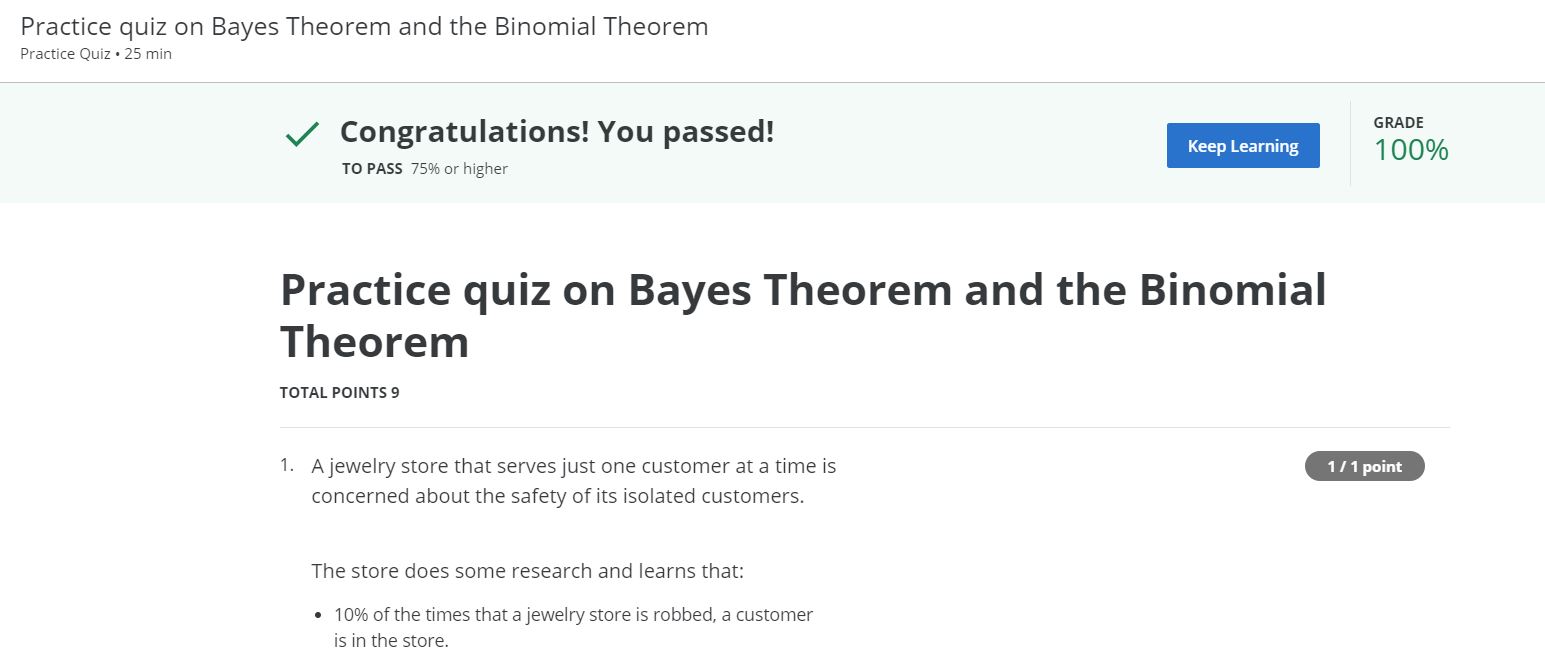 Practice quiz on Bayes Theorem and the Binomial Theorem
Practice Quiz • 25 min
Congratulations! You passed!
TO PASS 75% or higher
Keep Learning
GRADE
100%
Practice quiz on Bayes Theorem and the Binomial
Theorem
TOTAL POINTS 9
1. A jewelry store that serves just one customer at a time is
concerned about the safety of its isolated customers.
1 / 1 point
The store does some research and learns that:
• 10% of the times that a jewelry store is robbed, a customer
is in the store.